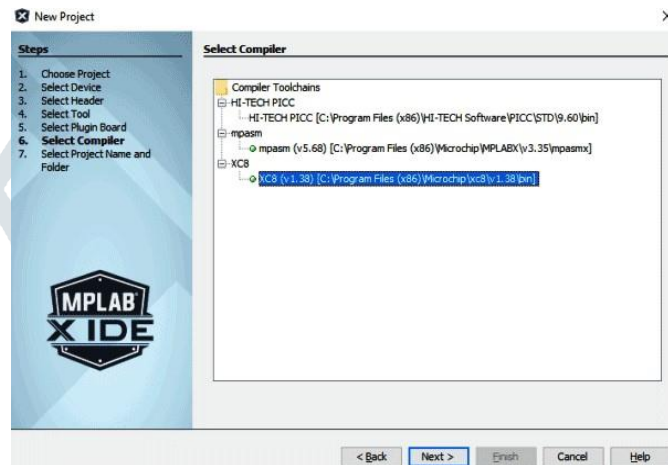 New Project
Steps
1. Choose Project
2. Select Device
3. Select Header
4. Select Tool
5. Select Plugin Board
6. Select Compiler
7. Select Project Name and
Folder
MPLAB
X IDE
Select Compiler
Compiler Toolchains
HI-TECH PICC
HI-TECH PICC [C:\Program Files (x86)\HI-TECH Software\PICC\STD\9.60\bin]
mpasm
mpasm (v5.68) [C:\Program Files (x86)\Microchip\MPLABX\v3.35\mpasmx]
XC8
XC8 (v1.38) [C:\Program Files (x86)\Microchip\xc8\v1.38\bin]
< Back
Next >
Finish
Cancel
Help